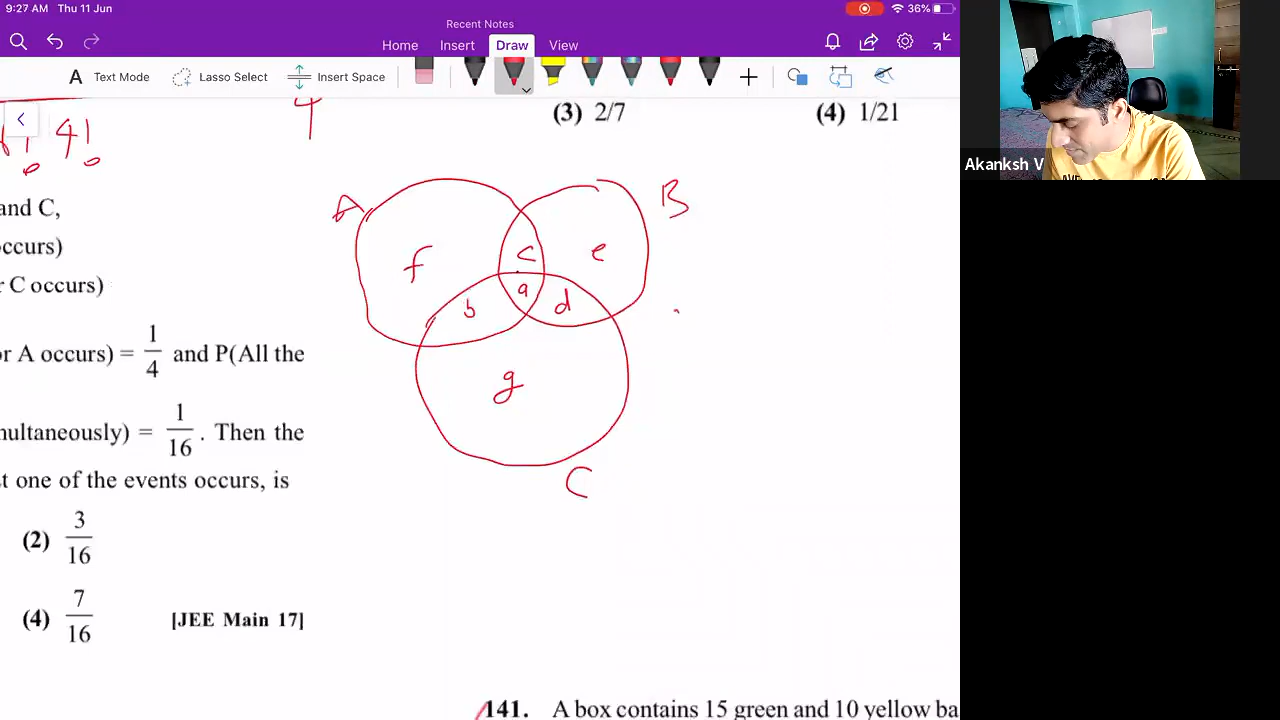 9:27 AM Thu 11 Jun
36%
Recent Notes
Home Insert Draw View
A Text Mode Lasso Select Insert Space
4! 4
(3) 2/7 (4) 1/21
and C,
occurs)
r C occurs)
or A occurs) = 1/4 and P(All the
multaneously) = 1/16 . Then the
t one of the events occurs, is
(2) 3/16
(4) 7/16 [JEE Main 17]
A B
f c e
b a d
g
C
141. A box contains 15 green and 10 yellow ba
Akanksh V